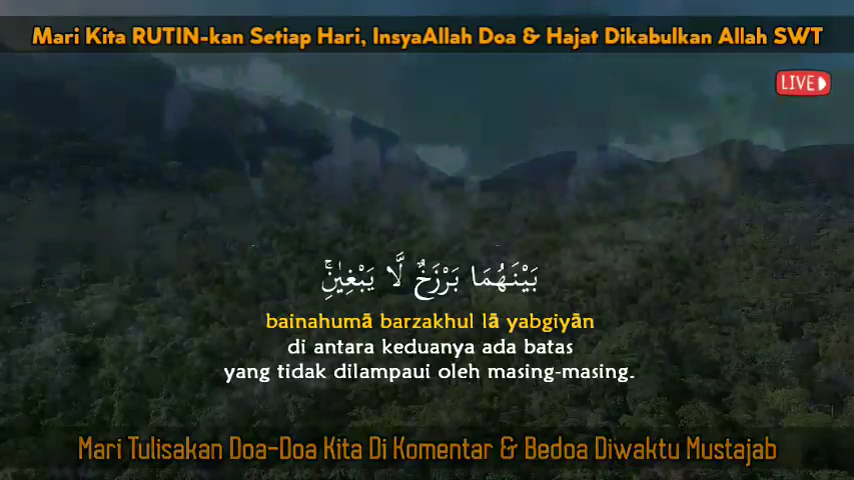 Mari Kita RUTIN-kan Setiap Hari, InsyaAllah Doa & Hajat Dikabulkan Allah SWT
LIVE
بَيْنَهُمَا بَرْزَخٌ لَّا يَبْغِيٰنِۚ
bainahumā barzakhul lā yabgiyān
di antara keduanya ada batas
yang tidak dilampaui oleh masing-masing.
Mari Tulisakan Doa-Doa Kita Di Komentar & Bedoa Diwaktu Mustajab